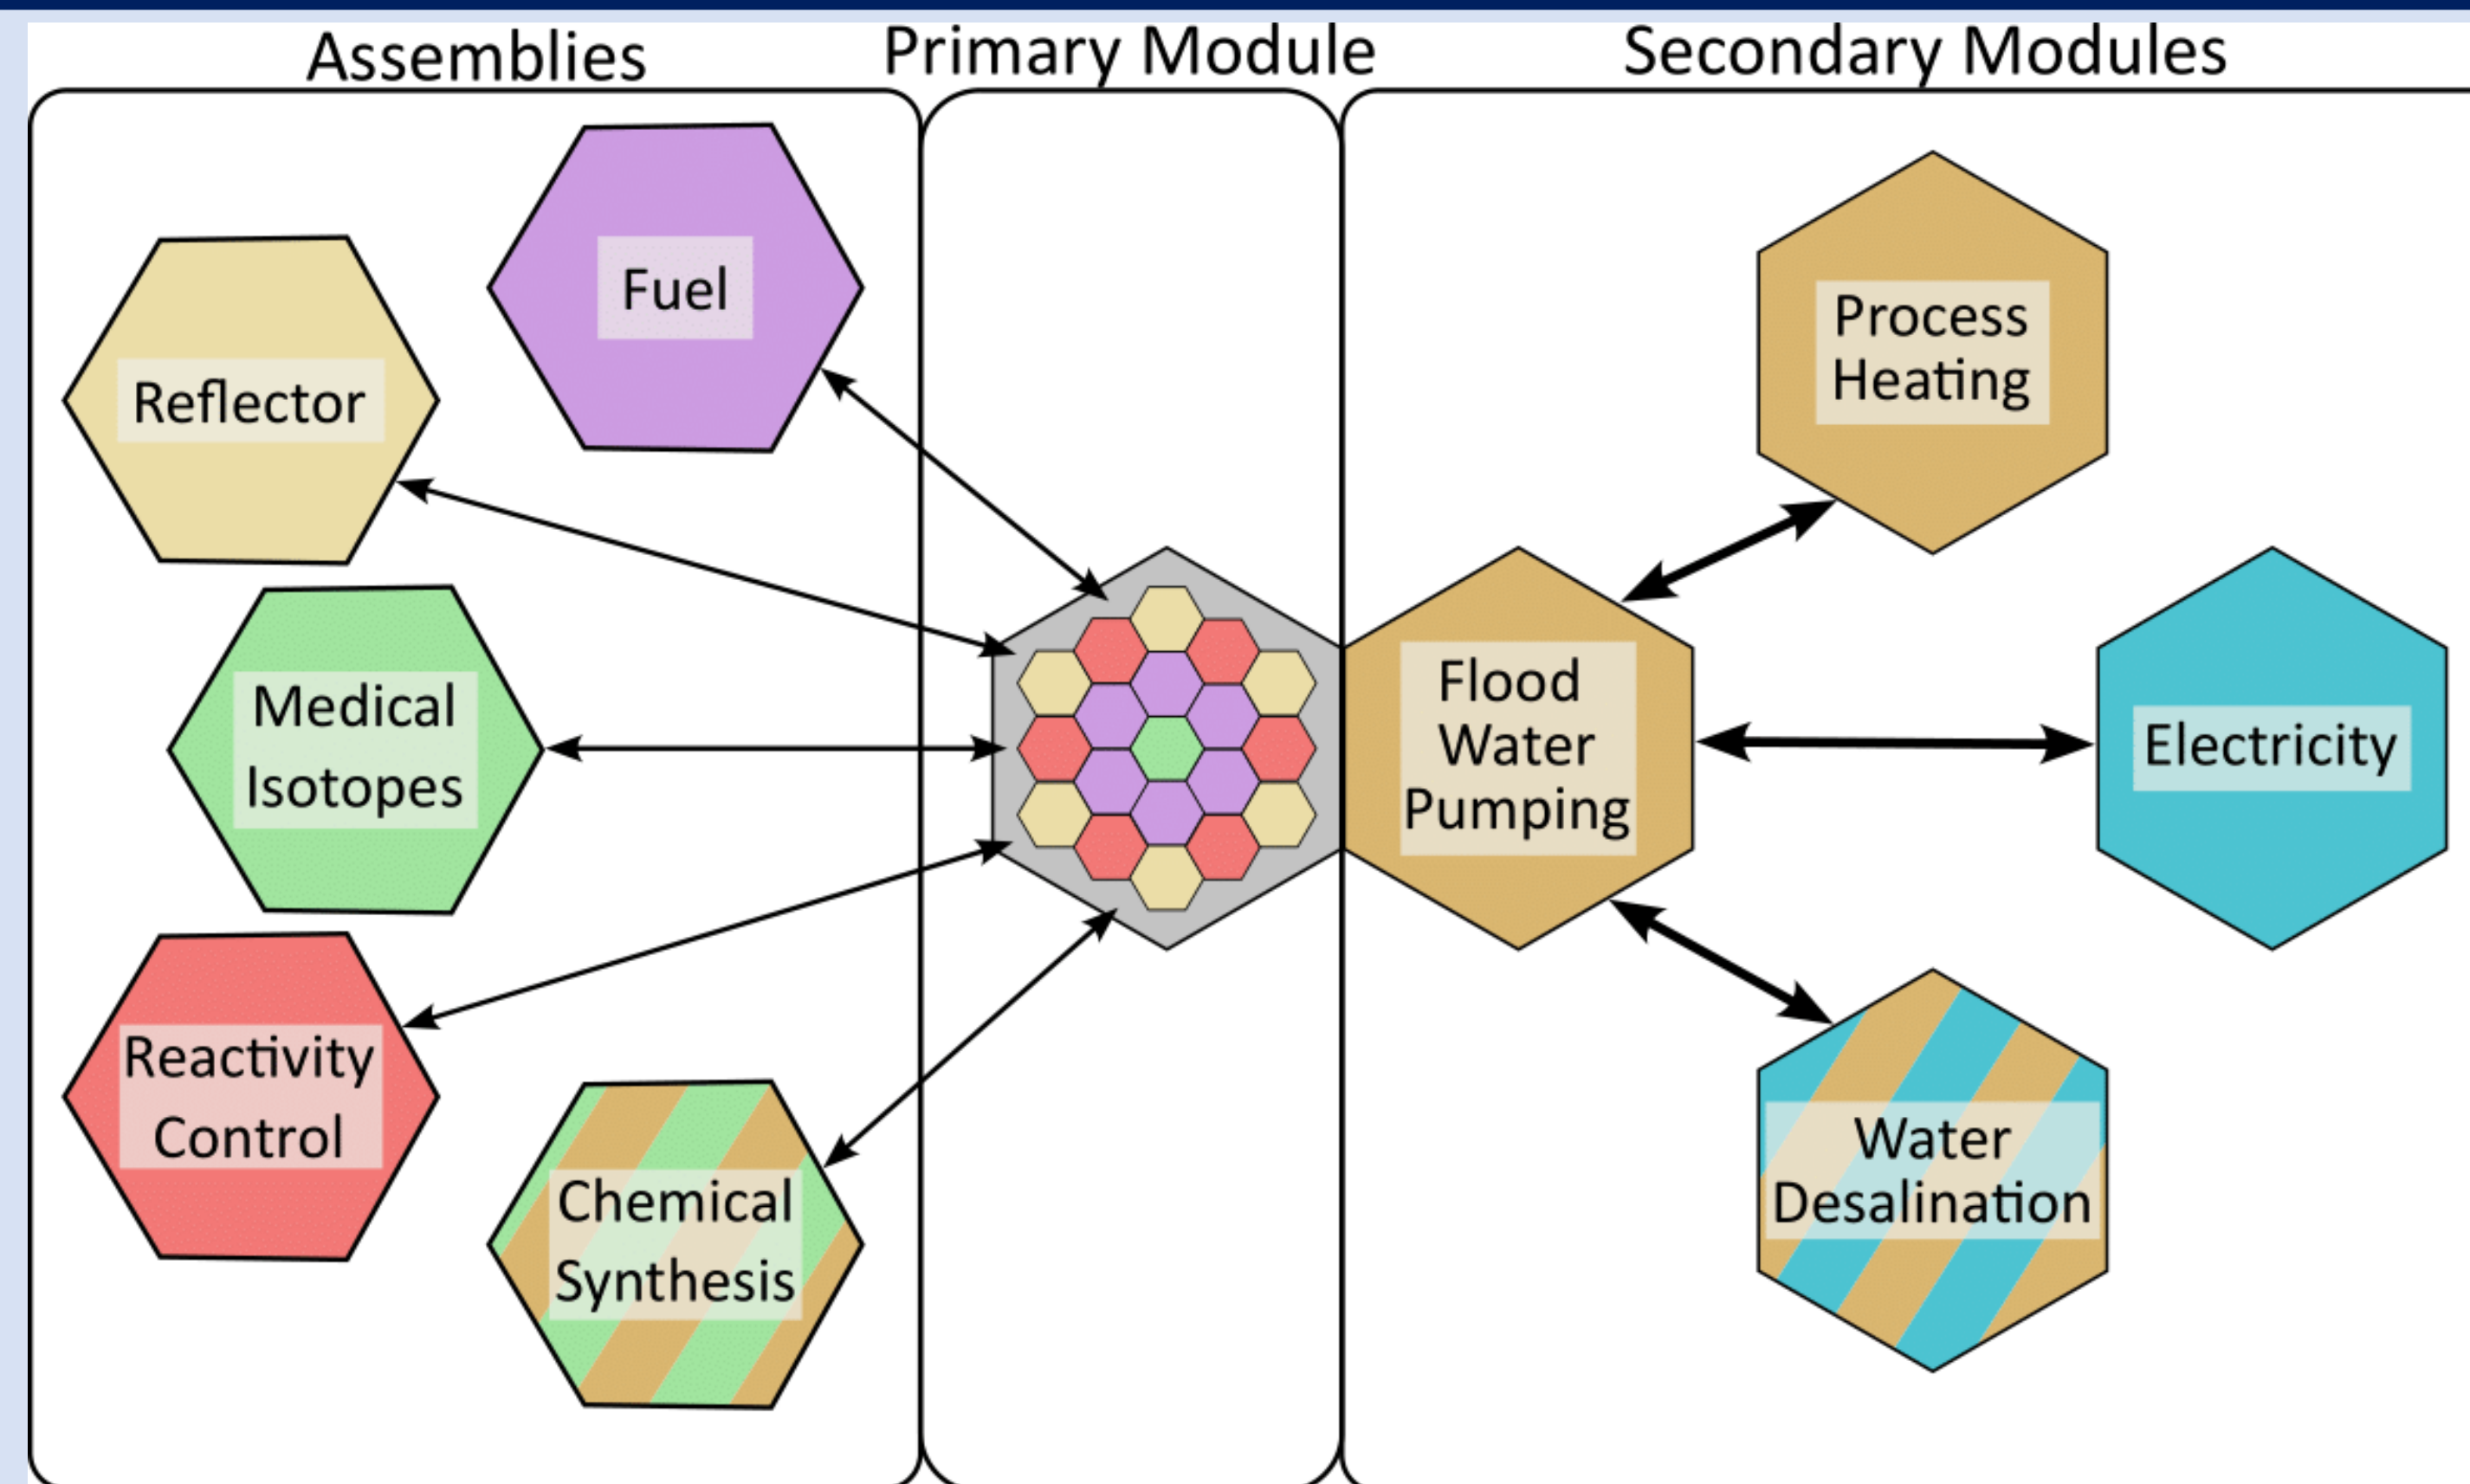 Assemblies
Primary Module
Secondary Modules
Fuel
Reflector
Medical
Isotopes
Reactivity
Control
Chemical
Synthesis
Flood
Water
Pumping
Process
Heating
Electricity
Water
Desalination